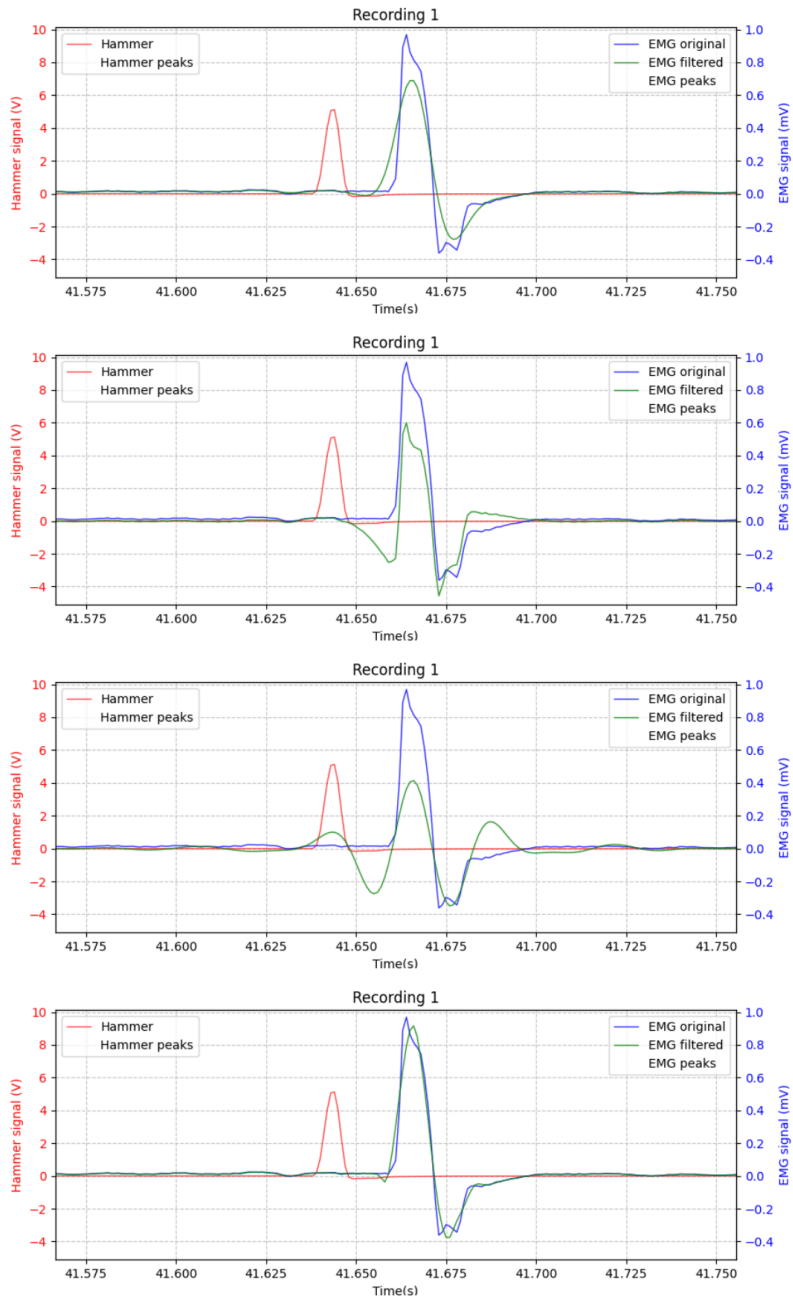 Recording 1
Hammer
Hammer peaks
EMG original
EMG filtered
EMG peaks
Hammer signal (V)
EMG signal (mV)
10
8
6
4
2
0
−2
−4
1.0
0.8
0.6
0.4
0.2
0.0
−0.2
−0.4
41.575 41.600 41.625 41.650 41.675 41.700 41.725 41.750
Time(s)
Recording 1
Hammer
Hammer peaks
EMG original
EMG filtered
EMG peaks
Hammer signal (V)
EMG signal (mV)
10
8
6
4
2
0
−2
−4
1.0
0.8
0.6
0.4
0.2
0.0
−0.2
−0.4
41.575 41.600 41.625 41.650 41.675 41.700 41.725 41.750
Time(s)
Recording 1
Hammer
Hammer peaks
EMG original
EMG filtered
EMG peaks
Hammer signal (V)
EMG signal (mV)
10
8
6
4
2
0
−2
−4
1.0
0.8
0.6
0.4
0.2
0.0
−0.2
−0.4
41.575 41.600 41.625 41.650 41.675 41.700 41.725 41.750
Time(s)
Recording 1
Hammer
Hammer peaks
EMG original
EMG filtered
EMG peaks
Hammer signal (V)
EMG signal (mV)
10
8
6
4
2
0
−2
−4
1.0
0.8
0.6
0.4
0.2
0.0
−0.2
−0.4
41.575 41.600 41.625 41.650 41.675 41.700 41.725 41.750
Time(s)